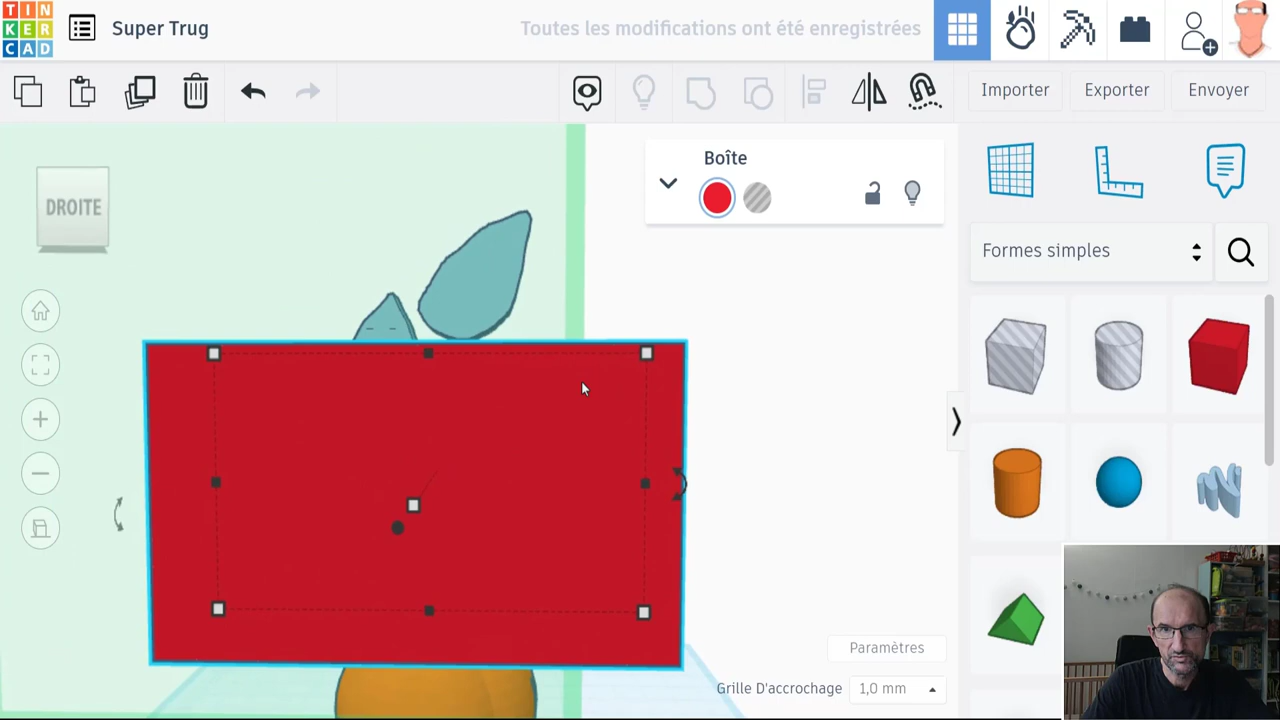 TIN
KER
CAD
Super Trug
Toutes les modifications ont été enregistrées
Importer
Exporter
Envoyer
DROITE
Boîte
Formes simples
Paramètres
Grille D'accrochage
1,0 mm